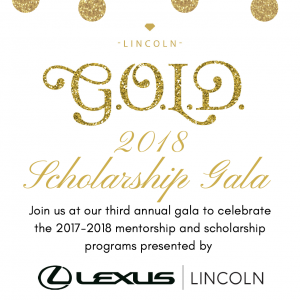 -LINCOLN-
G.O.L.D.
2018
Scholarship Gala
Join us at our third annual gala to celebrate
the 2017-2018 mentorship and scholarship
programs presented by
LEXUS | LINCOLN